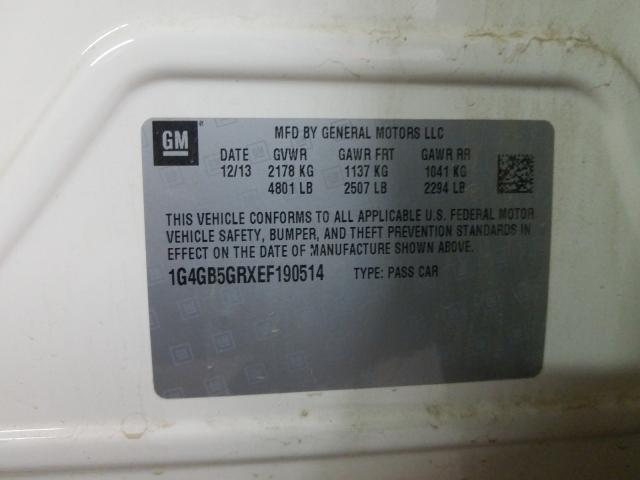 GM
MFD BY GENERAL MOTORS LLC
DATE GVWR GAWR FRT GAWR RR
12/13 2178 KG 1137 KG 1041 KG
4801 LB 2507 LB 2294 LB
THIS VEHICLE CONFORMS TO ALL APPLICABLE U.S. FEDERAL MOTOR
VEHICLE SAFETY, BUMPER, AND THEFT PREVENTION STANDARDS IN
EFFECT ON THE DATE OF MANUFACTURE SHOWN ABOVE.
1G4GB5GRXEF190514 TYPE: PASS CAR